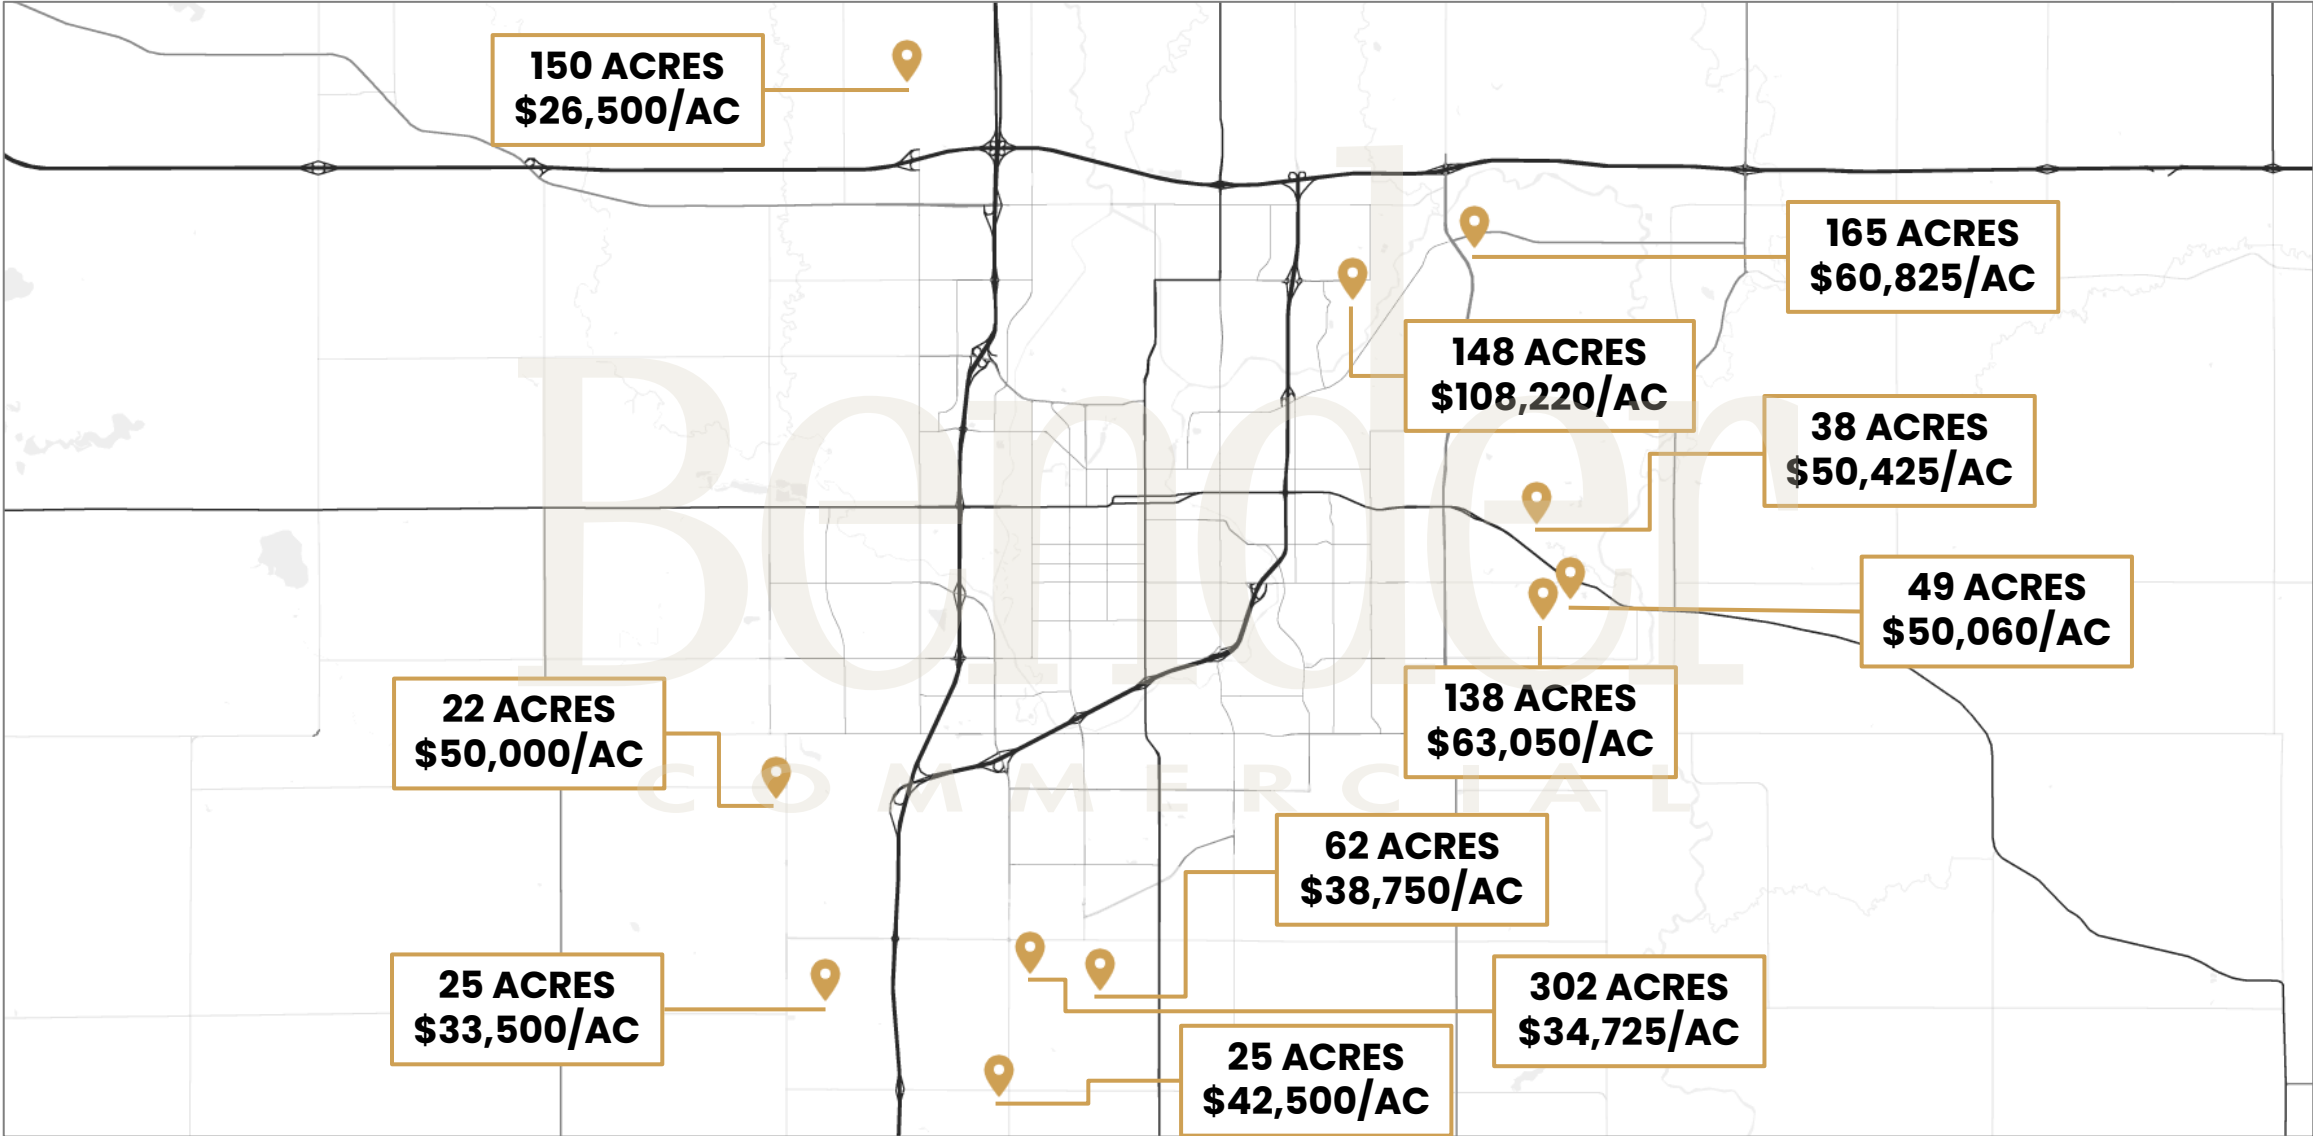 150 ACRES
$26,500/AC
165 ACRES
$60,825/AC
148 ACRES
$108,220/AC
38 ACRES
$50,425/AC
49 ACRES
$50,060/AC
138 ACRES
$63,050/AC
22 ACRES
$50,000/AC
62 ACRES
$38,750/AC
25 ACRES
$33,500/AC
302 ACRES
$34,725/AC
25 ACRES
$42,500/AC
Bender
COMMERCIAL